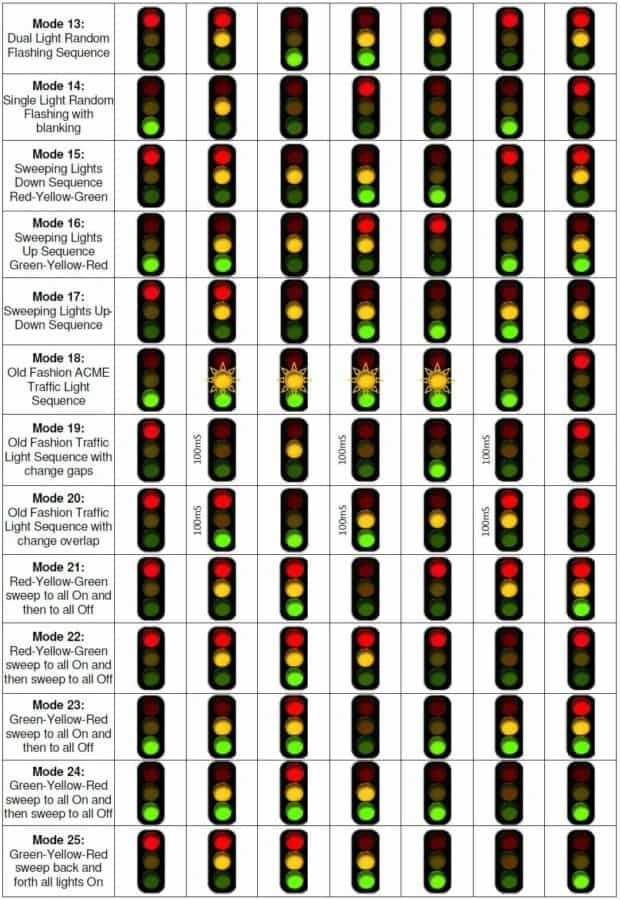 Mode 13:
Dual Light Random
Flashing Sequence
Mode 14:
Single Light Random
Flashing with
blanking
Mode 15:
Sweeping Lights
Down Sequence
Red-Yellow-Green
Mode 16:
Sweeping Lights
Up Sequence
Green-Yellow-Red
Mode 17:
Sweeping Lights Up-
Down Sequence
Mode 18:
Old Fashion ACME
Traffic Light
Sequence
Mode 19:
Old Fashion Traffic
Light Sequence with
change gaps
100mS
100mS
100mS
Mode 20:
Old Fashion Traffic
Light Sequence with
change overlap
100mS
100mS
100mS
Mode 21:
Red-Yellow-Green
sweep to all On and
then to all Off
Mode 22:
Red-Yellow-Green
sweep to all On and
then sweep to all Off
Mode 23:
Green-Yellow-Red
sweep to all On and
then to all Off
Mode 24:
Green-Yellow-Red
sweep to all On and
then sweep to all Off
Mode 25:
Green-Yellow-Red
sweep back and
forth all lights On